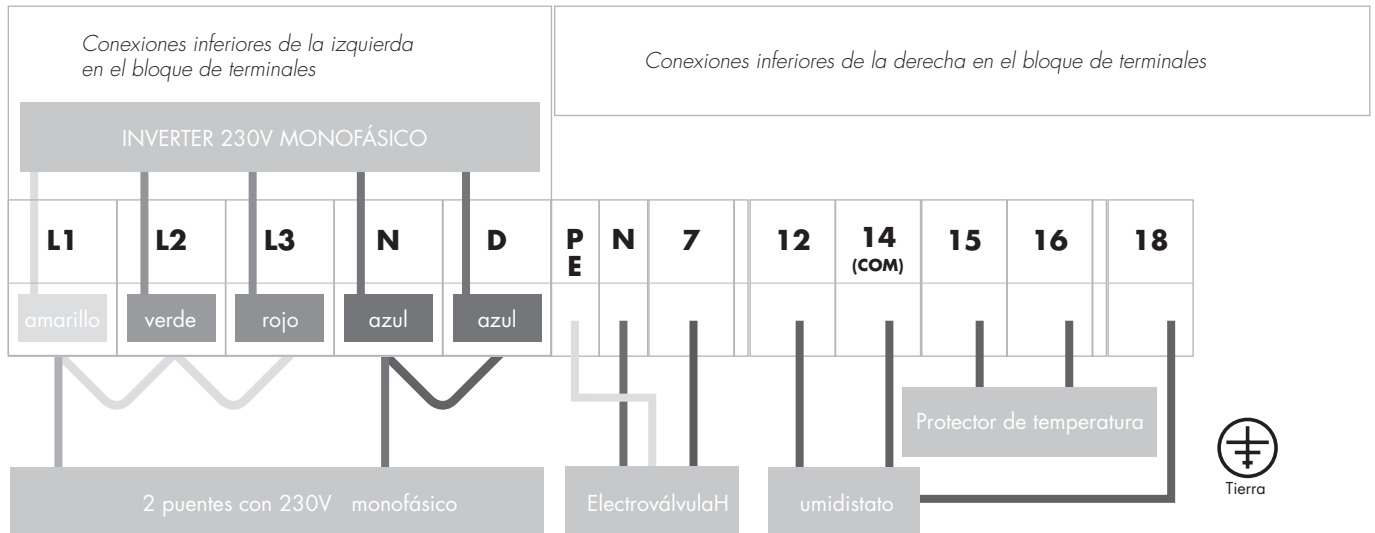 Conexiones inferiores de la izquierda
en el bloque de terminales
Conexiones inferiores de la derecha en el bloque de terminales
INVERTER 230V MONOFÁSICO
L1 L2 L3 N D P N 7 12 14 15 16 18
E (COM)
amarillo verde rojo azul azul
Protector de temperatura
2 puentes con 230V monofásico
ElectroválvulaH
umidistato
Tierra